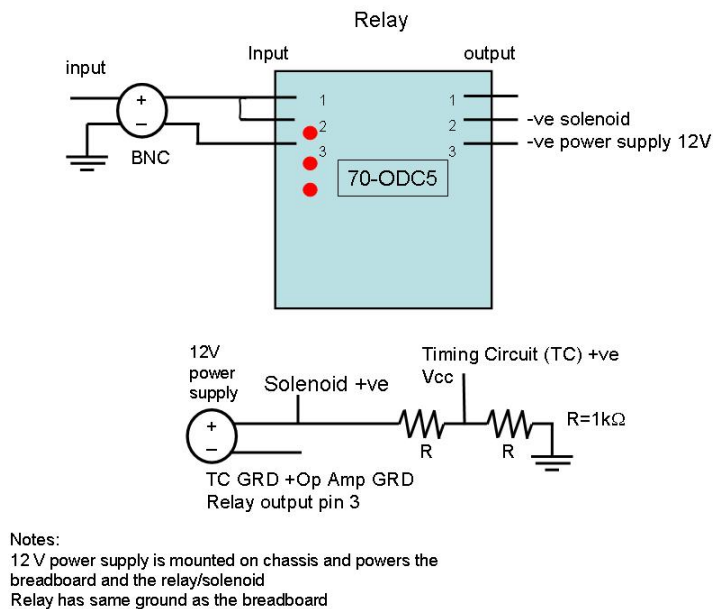 Relay
Input
output
input
1
1
2
2
-ve solenoid
3
3
-ve power supply 12V
+
–
BNC
70-ODC5
12V
power
supply
Timing Circuit (TC) +ve
Vcc
Solenoid +ve
R=1kΩ
+
–
R
R
TC GRD +Op Amp GRD
Relay output pin 3
Notes:
12 V power supply is mounted on chassis and powers the
breadboard and the relay/solenoid
Relay has same ground as the breadboard